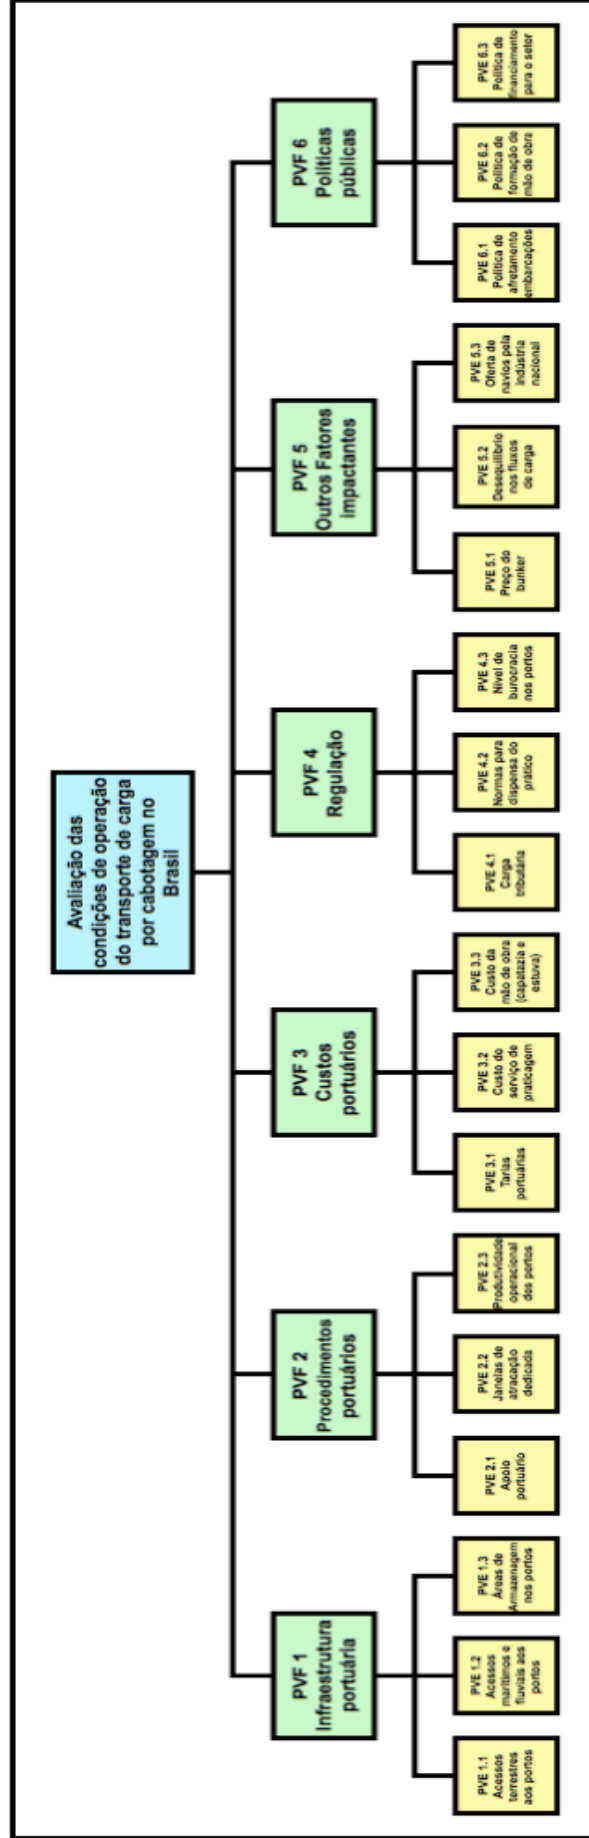 Avaliação das
condições de operação
do transporte de carga
por cabotagem no
Brasil
PVF 1
Infraestrutura
portuária
PVF 2
Procedimentos
portuários
PVF 3
Custos
portuários
PVF 4
Regulação
PVF 5
Outros Fatores
impactantes
PVF 6
Políticas
públicas
PVE 1.1
Acessos
terrestres
aos portos
PVE 1.2
Acessos
marítimos e
fluviais aos
portos
PVE 1.3
Áreas de
Armazenagem
nos portos
PVE 2.1
Apoio
portuário
PVE 2.2
Janelas de
atracação
dedicada
PVE 2.3
Produtividade
operacional
dos portos
PVE 3.1
Tarias
portuárias
PVE 3.2
Custo do
serviço de
praticagem
PVE 3.3
Custo da
mão de obra
(capatazia e
estuva)
PVE 4.1
Carga
tributária
PVE 4.2
Normas para
dispensa do
prático
PVE 4.3
Nível de
burocracia
nos portos
PVE 5.1
Preço do
bunker
PVE 5.2
Desequilíbrio
nos fluxos
de carga
PVE 5.3
Oferta de
navios pela
indústria
nacional
PVE 6.1
Política de
afretamento
embarcações
PVE 6.2
Política de
formação de
mão de obra
PVE 6.3
Política de
financiamento
para o setor